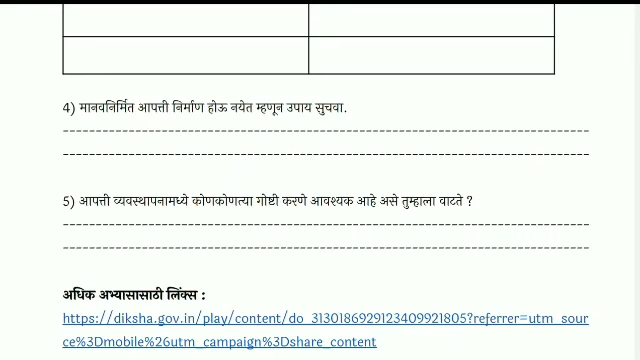 4) मानवनिर्मित आपत्ती निर्माण होऊ नयेत म्हणून उपाय सुचवा.
--------------------------------------------------------------------------------
--------------------------------------------------------------------------------
5) आपत्ती व्यवस्थापनामध्ये कोणकोणत्या गोष्टी करणे आवश्यक आहे असे तुम्हाला वाटते ?
--------------------------------------------------------------------------------
--------------------------------------------------------------------------------
अधिक अभ्यासासाठी लिंक्स :
https://diksha.gov.in/play/content/do_3130186929123409921805?referrer=utm_sour
ce%3Dmobile%26utm_campaign%3Dshare_content